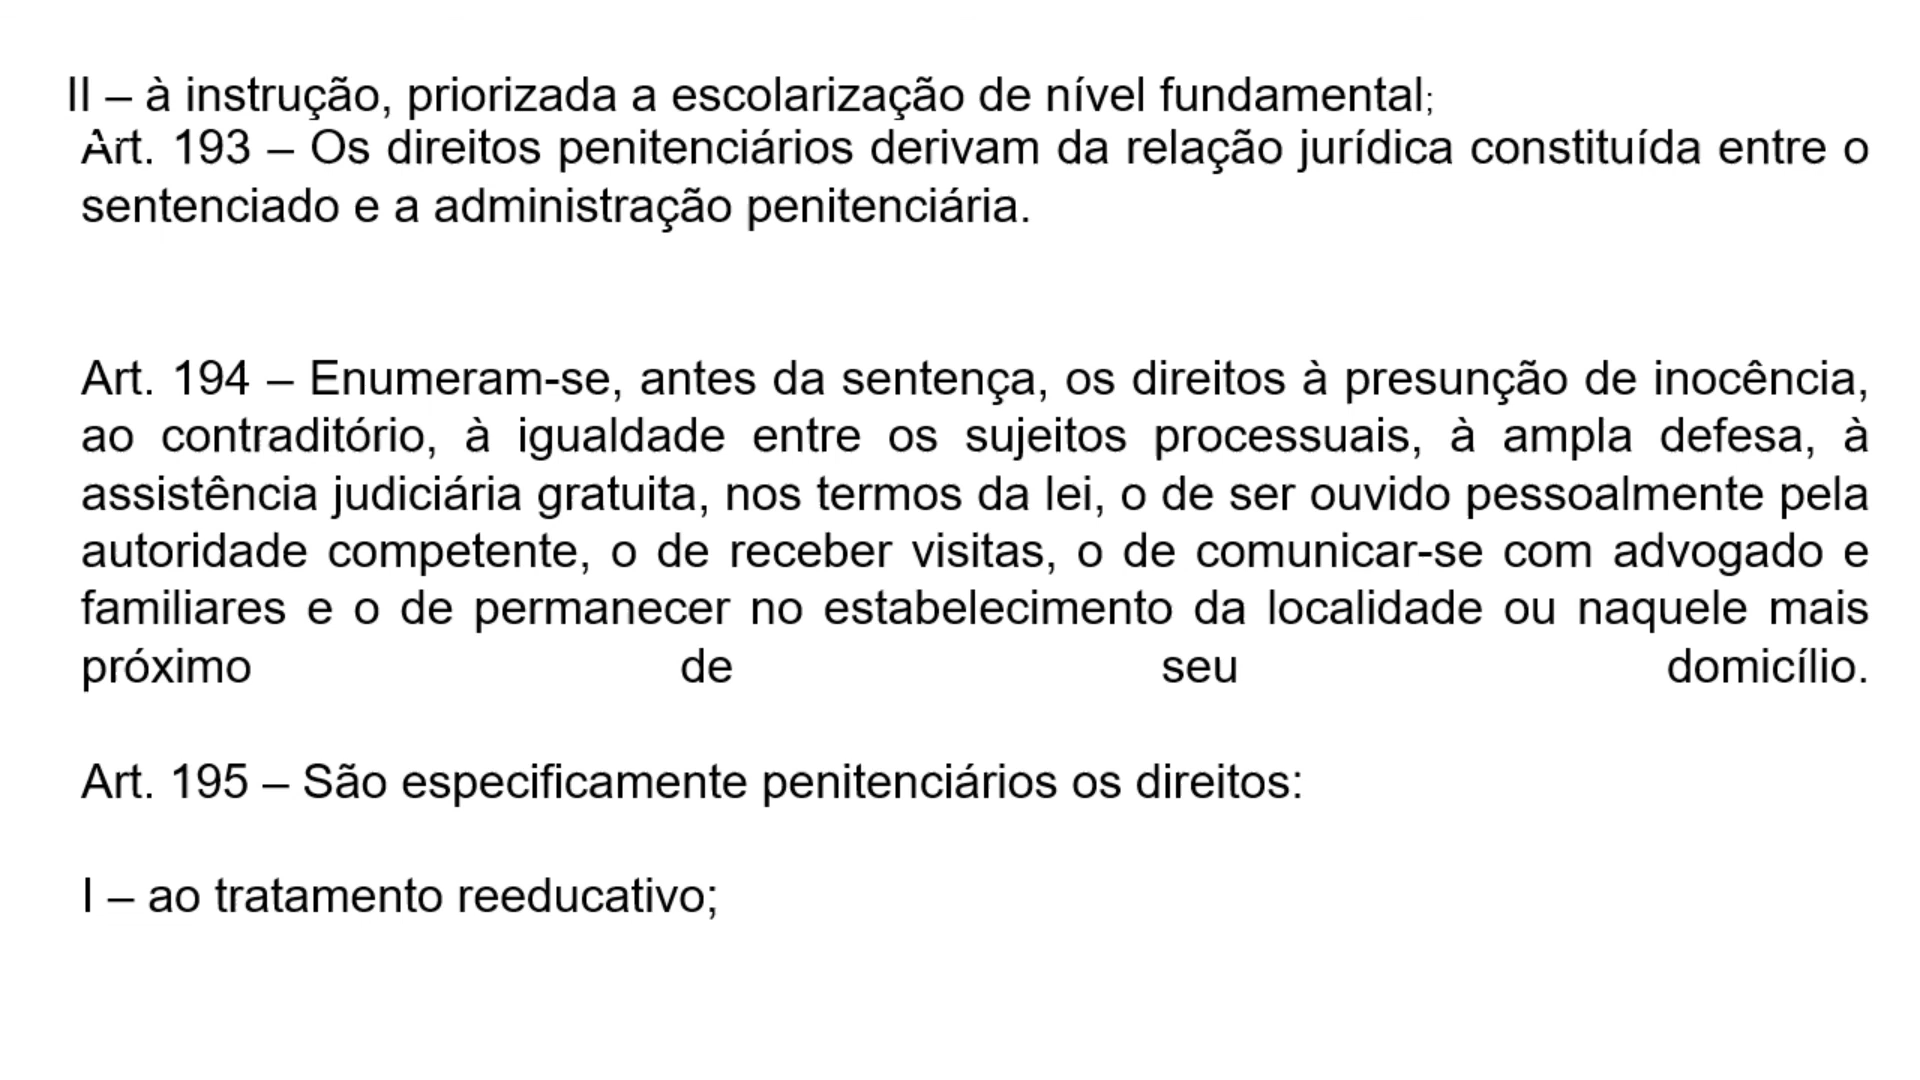 II – à instrução, priorizada a escolarização de nível fundamental;
Art. 193 – Os direitos penitenciários derivam da relação jurídica constituída entre o
sentenciado e a administração penitenciária.
Art. 194 – Enumeram-se, antes da sentença, os direitos à presunção de inocência,
ao contraditório, à igualdade entre os sujeitos processuais, à ampla defesa, à
assistência judiciária gratuita, nos termos da lei, o de ser ouvido pessoalmente pela
autoridade competente, o de receber visitas, o de comunicar-se com advogado e
familiares e o de permanecer no estabelecimento da localidade ou naquele mais
próximo de seu domicílio.
Art. 195 – São especificamente penitenciários os direitos:
I – ao tratamento reeducativo;